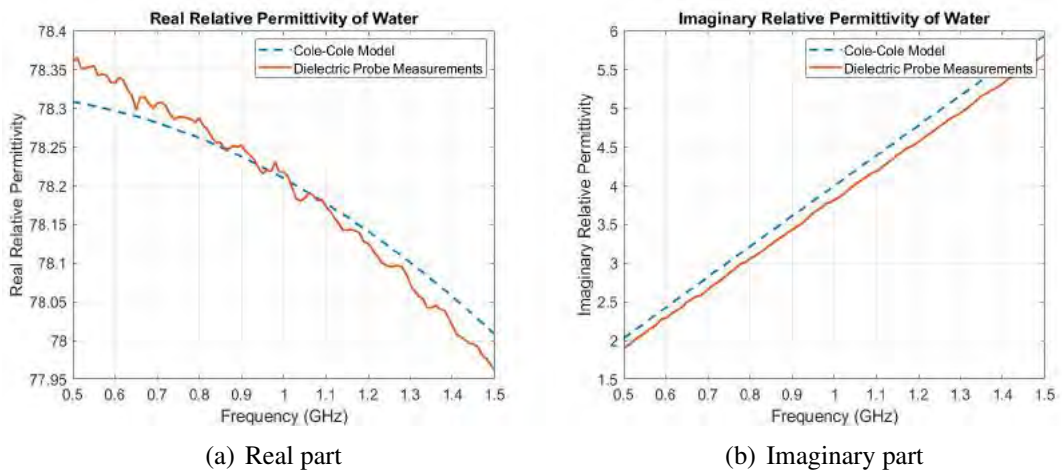 Real Relative Permittivity of Water
Cole-Cole Model
Dielectric Probe Measurements
Real Relative Permittivity
78.4
78.35
78.3
78.25
78.2
78.15
78.1
78.05
78
77.95
0.5 0.6 0.7 0.8 0.9 1 1.1 1.2 1.3 1.4 1.5
Frequency (GHz)
(a) Real part
Imaginary Relative Permittivity of Water
Cole-Cole Model
Dielectric Probe Measurements
Imaginary Relative Permittivity
6
5.5
5
4.5
4
3.5
3
2.5
2
1.5
0.5 0.6 0.7 0.8 0.9 1 1.1 1.2 1.3 1.4 1.5
Frequency (GHz)
(b) Imaginary part